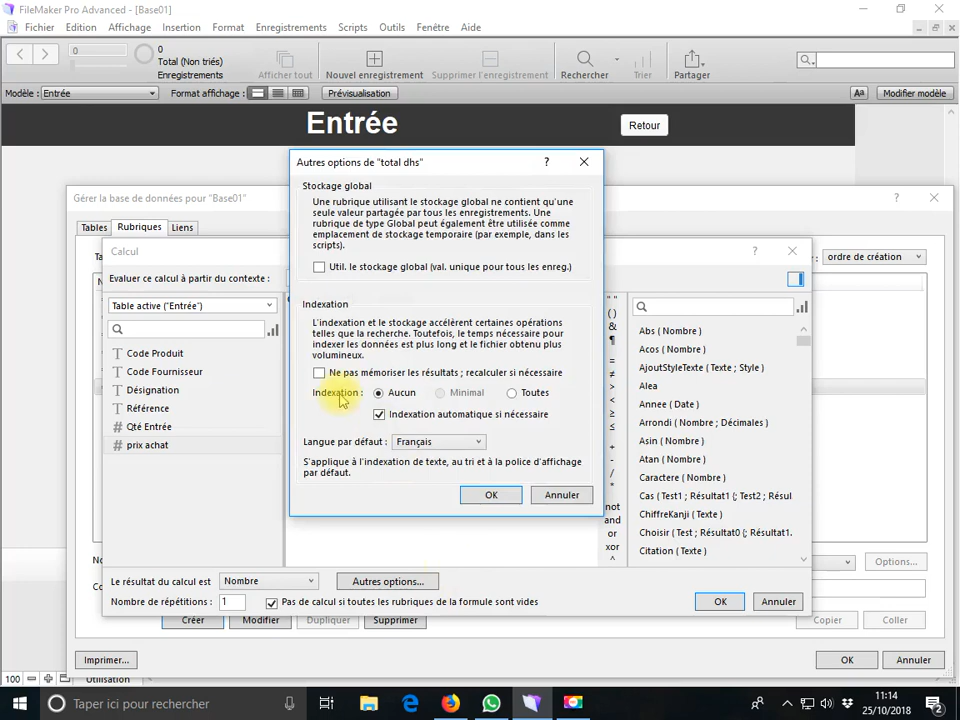 FileMaker Pro Advanced - [Base01]
Fichier Edition Affichage Insertion Format Enregistrements Scripts Outils Fenêtre Aide
0
0
Total (Non triés)
Enregistrements
Afficher tout
Nouvel enregistrement
Supprimer l'enregistrement
Rechercher
Trier
Partager
Modèle : Entrée
Format affichage :
Prévisualisation
Aa
Modifier modèle
Entrée
Retour
Autres options de "total dhs"
?
Stockage global
Une rubrique utilisant le stockage global ne contient qu'une
seule valeur partagée par tous les enregistrements. Une
rubrique de type Global peut également être utilisée comme
emplacement de stockage temporaire (par exemple, dans les
scripts).
Util. le stockage global (val. unique pour tous les enreg.)
Indexation
L'indexation et le stockage accélèrent certaines opérations
telles que la recherche. Toutefois, le temps nécessaire pour
indexer les données est plus long et le fichier obtenu plus
volumineux.
Ne pas mémoriser les résultats ; recalculer si nécessaire
Indexation : Aucun Minimal Toutes
Indexation automatique si nécessaire
Langue par défaut : Français
S'applique à l'indexation de texte, au tri et à la police d'affichage
par défaut.
OK
Annuler
Gérer la base de données pour "Base01"
?
Tables Rubriques Liens
ordre de création
Calcul
?
Evaluer ce calcul à partir du contexte :
Table active ("Entrée")
Code Produit
Code Fournisseur
Désignation
Référence
Qté Entrée
prix achat
" "
( )
&
¶
≠
=
<
>
≤
≥
+
-
/
*
^
not
and
or
xor
Abs ( Nombre )
Acos ( Nombre )
AjoutStyleTexte ( Texte ; Style )
Alea
Annee ( Date )
Arrondi ( Nombre ; Décimales )
Asin ( Nombre )
Atan ( Nombre )
Caractere ( Nombre )
Cas ( Test1 ; Résultat1 {; Test2 ; Résul
ChiffreKanji ( Texte )
Choisir ( Test ; Résultat0 {; Résultat1.
Citation ( Texte )
Le résultat du calcul est Nombre
Autres options...
Nombre de répétitions : 1
Pas de calcul si toutes les rubriques de la formule sont vides
OK
Annuler
Options...
Créer
Modifier
Dupliquer
Supprimer
Copier
Coller
Imprimer...
OK
Annuler
100
Utilisation
Taper ici pour rechercher
11:14
25/10/2018
2